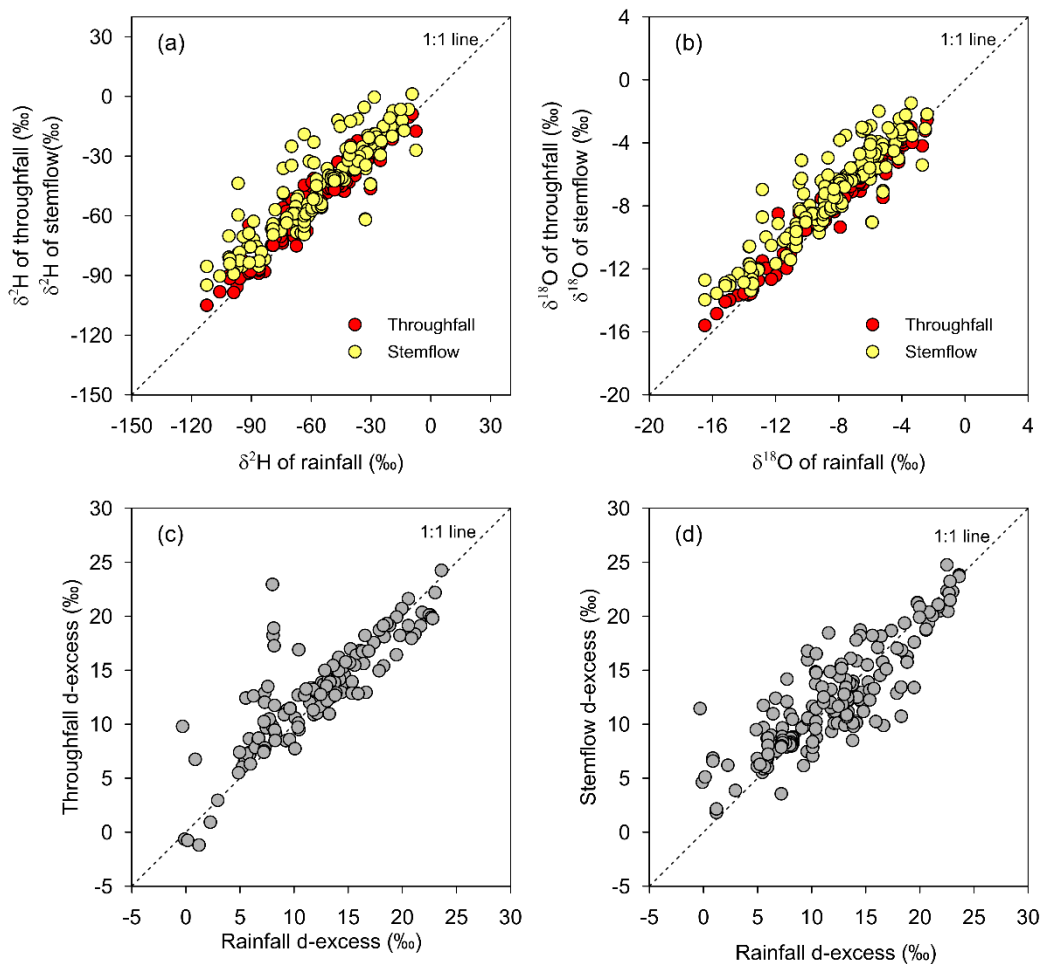 (a)
1:1 line
δ²H of throughfall (‰)
δ²H of stemflow(‰)
30
0
-30
-60
-90
-120
-150
Throughfall
Stemflow
-150 -120 -90 -60 -30 0 30
δ²H of rainfall (‰)
(b)
1:1 line
δ¹⁸O of throughfall (‰)
δ¹⁸O of stemflow (‰)
4
0
-4
-8
-12
-16
-20
Throughfall
Stemflow
-20 -16 -12 -8 -4 0 4
δ¹⁸O of rainfall (‰)
(c)
1:1 line
Throughfall d-excess (‰)
30
25
20
15
10
5
0
-5
-5 0 5 10 15 20 25 30
Rainfall d-excess (‰)
(d)
1:1 line
Stemflow d-excess (‰)
30
25
20
15
10
5
0
-5
-5 0 5 10 15 20 25 30
Rainfall d-excess (‰)